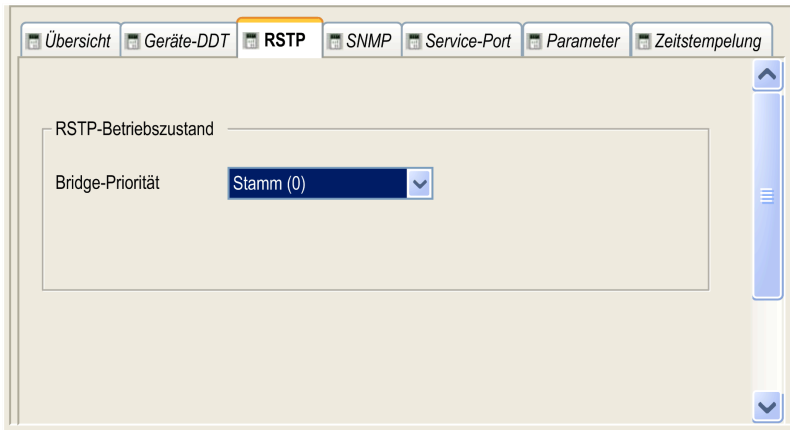 Übersicht Geräte-DDT RSTP SNMP Service-Port Parameter Zeitstempelung
RSTP-Betriebszustand
Bridge-Priorität Stamm (0)